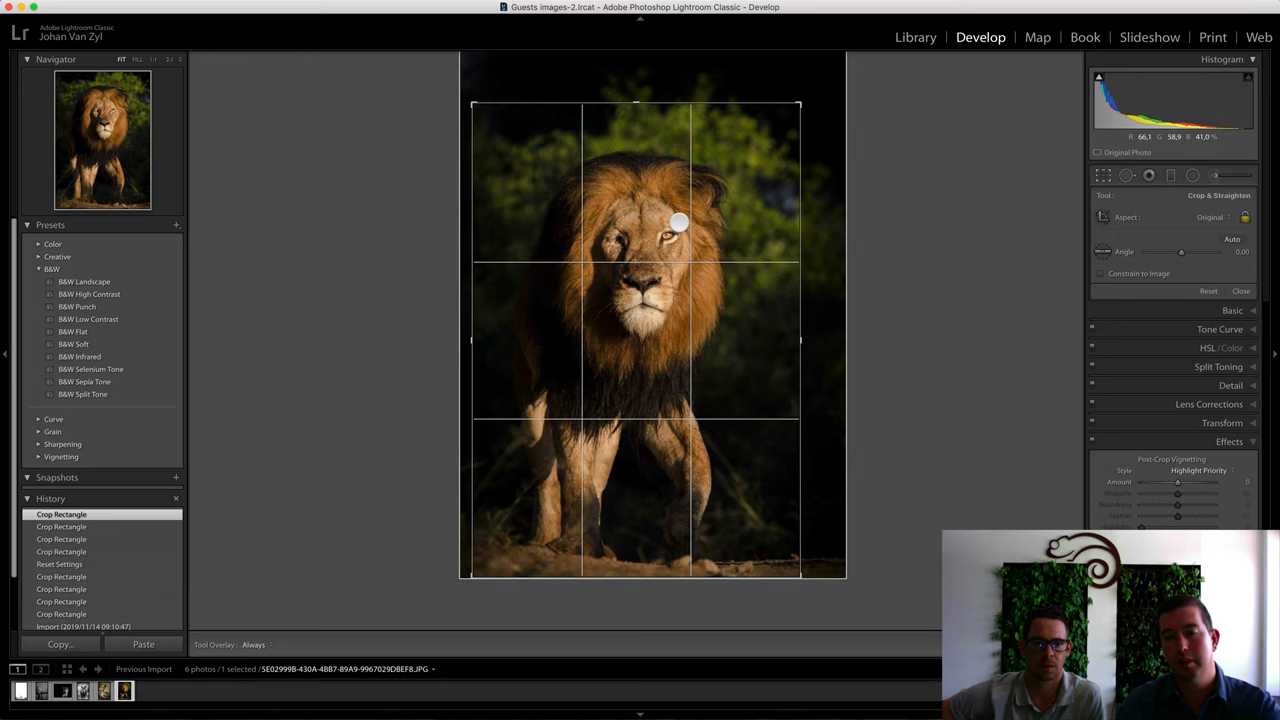 Guests images-2.lrcat - Adobe Photoshop Lightroom Classic - Develop
Lr
Adobe Lightroom Classic
Johan Van Zyl
Library
Develop
Map
Book
Slideshow
Print
Web
Navigator
FIT
FILL
1:1
2:1
Presets
Color
Creative
B&W
B&W Landscape
B&W High Contrast
B&W Punch
B&W Low Contrast
B&W Flat
B&W Soft
B&W Infrared
B&W Selenium Tone
B&W Sepia Tone
B&W Split Tone
Curve
Grain
Sharpening
Vignetting
Snapshots
History
Crop Rectangle
Crop Rectangle
Crop Rectangle
Crop Rectangle
Reset Settings
Crop Rectangle
Crop Rectangle
Crop Rectangle
Crop Rectangle
Import (2019/11/14 09:10:47)
Copy...
Paste
Tool Overlay: Always
Histogram
R 66,1 G 58,9 B 41,0 %
Original Photo
Tool: Crop & Straighten
Aspect: Original
Auto
Angle 0,00
Constrain to Image
Reset
Close
Basic
Tone Curve
HSL / Color
Split Toning
Detail
Lens Corrections
Transform
Effects
Post-Crop Vignetting
Style Highlight Priority
Amount 0
Midpoint
Roundness
Feather
Highlights
1
2
Previous Import
6 photos / 1 selected / 5E02999B-430A-4BB7-89A9-9967029DBEF8.JPG